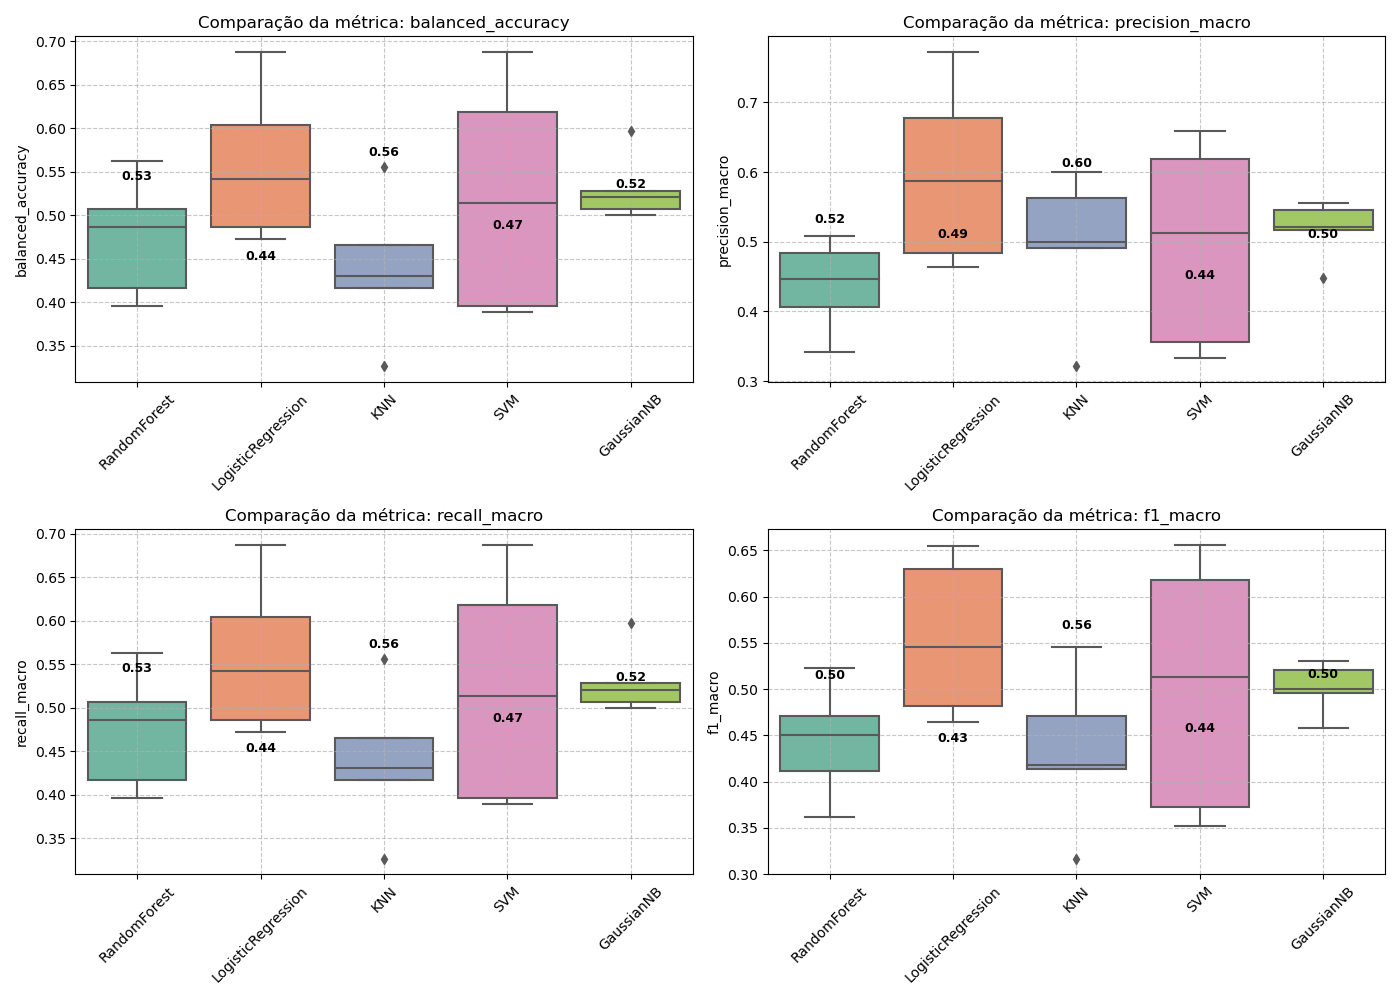 Comparação da métrica: balanced_accuracy
balanced_accuracy
0.70
0.65
0.60
0.55
0.50
0.45
0.40
0.35
0.53
0.44
0.56
0.47
0.52
RandomForest
LogisticRegression
KNN
SVM
GaussianNB
Comparação da métrica: precision_macro
precision_macro
0.7
0.6
0.5
0.4
0.3
0.52
0.49
0.60
0.44
0.50
RandomForest
LogisticRegression
KNN
SVM
GaussianNB
Comparação da métrica: recall_macro
recall_macro
0.70
0.65
0.60
0.55
0.50
0.45
0.40
0.35
0.53
0.44
0.56
0.47
0.52
RandomForest
LogisticRegression
KNN
SVM
GaussianNB
Comparação da métrica: f1_macro
f1_macro
0.65
0.60
0.55
0.50
0.45
0.40
0.35
0.30
0.50
0.43
0.56
0.44
0.50
RandomForest
LogisticRegression
KNN
SVM
GaussianNB